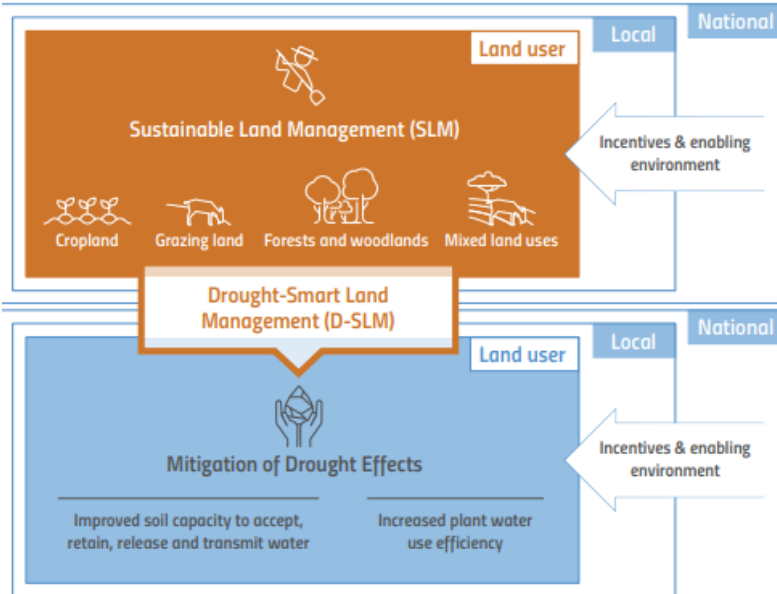 National
Local
Land user
Sustainable Land Management (SLM)
Incentives & enabling
environment
Cropland
Grazing land
Forests and woodlands
Mixed land uses
Drought-Smart Land
Management (D-SLM)
National
Local
Land user
Incentives & enabling
environment
Mitigation of Drought Effects
Improved soil capacity to accept,
retain, release and transmit water
Increased plant water
use efficiency